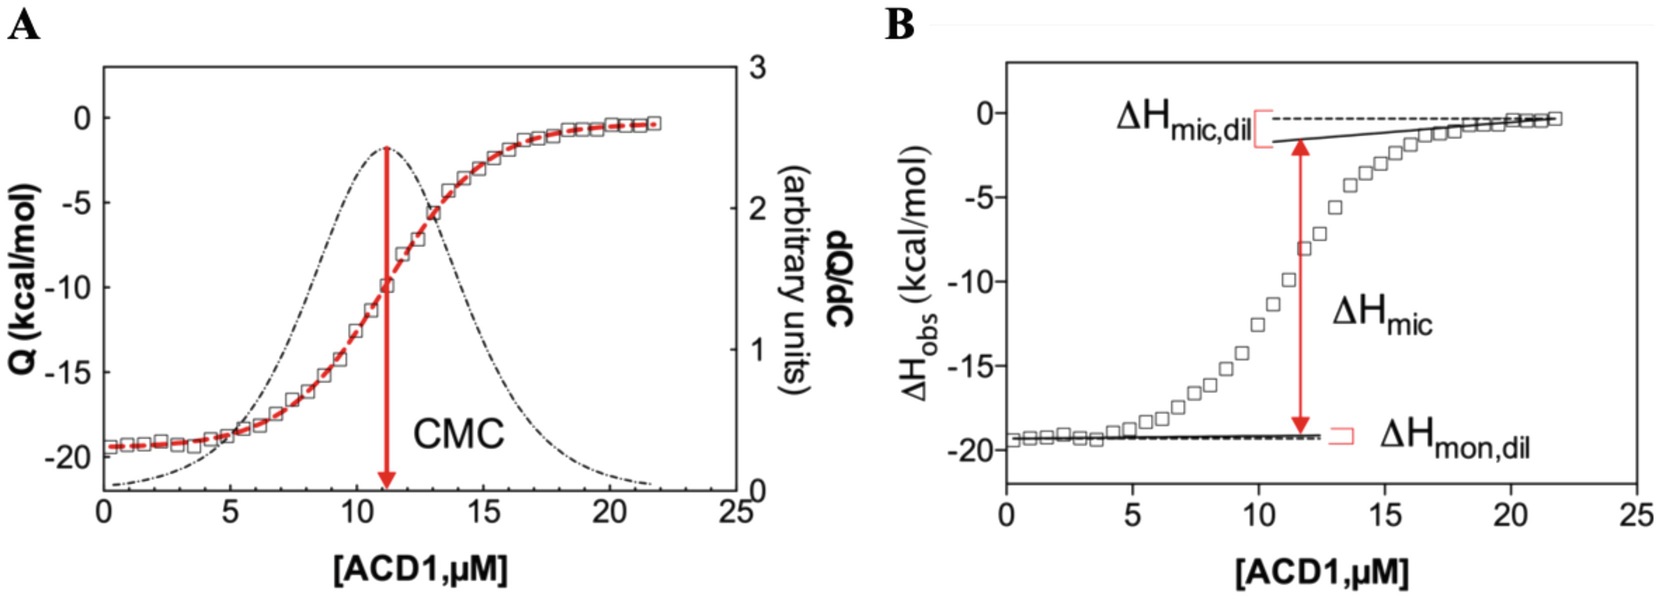 A
Q (kcal/mol)
0
-5
-10
-15
-20
0
5
10
15
20
25
[ACD1,µM]
CMC
3
2
1
0
dQ/dC
(arbitrary units)
B
ΔHobs (kcal/mol)
0
-5
-10
-15
-20
0
5
10
15
20
25
[ACD1,µM]
ΔHmic,dil
ΔHmic
ΔHmon,dil